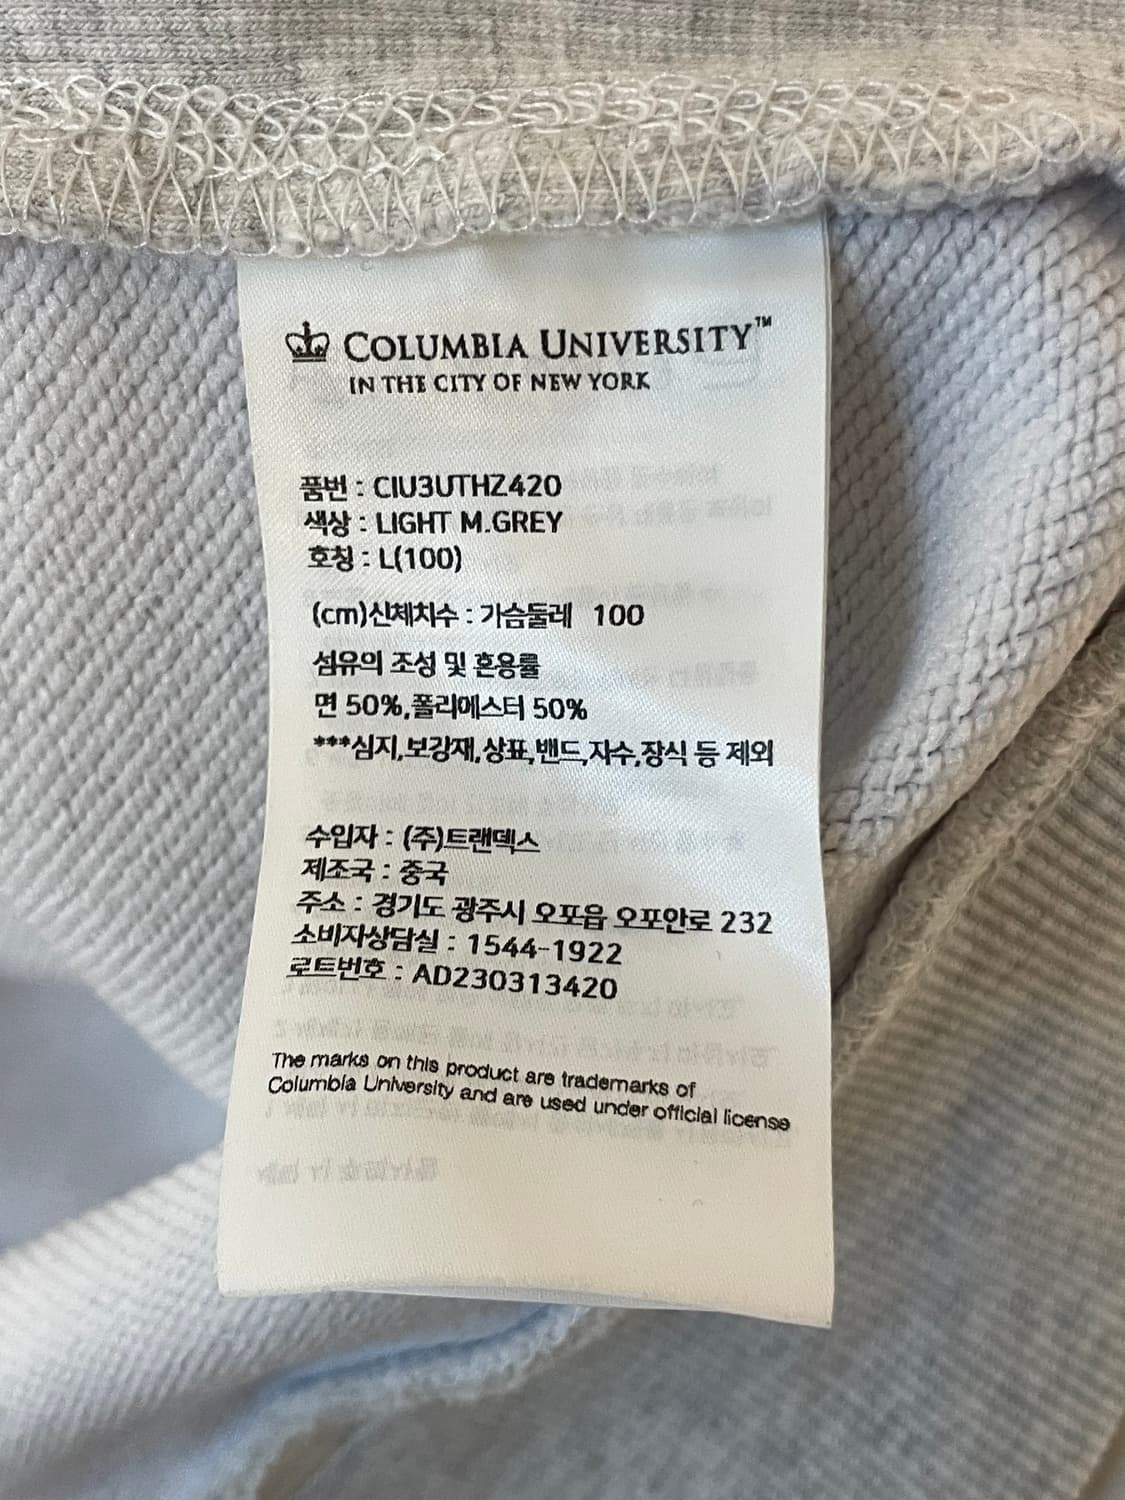 COLUMBIA UNIVERSITY™
IN THE CITY OF NEW YORK
품번 : CIU3UTHZ420
색상 : LIGHT M.GREY
호칭 : L(100)
(cm)신체치수 : 가슴둘레 100
섬유의 조성 및 혼용률
면 50%,폴리에스터 50%
***심지,보강재,상표,밴드,자수,장식 등 제외
수입자 : (주)트랜덱스
제조국 : 중국
주소 : 경기도 광주시 오포읍 오포안로 232
소비자상담실 : 1544-1922
로트번호 : AD230313420
The marks on this product are trademarks of
Columbia University and are used under official license